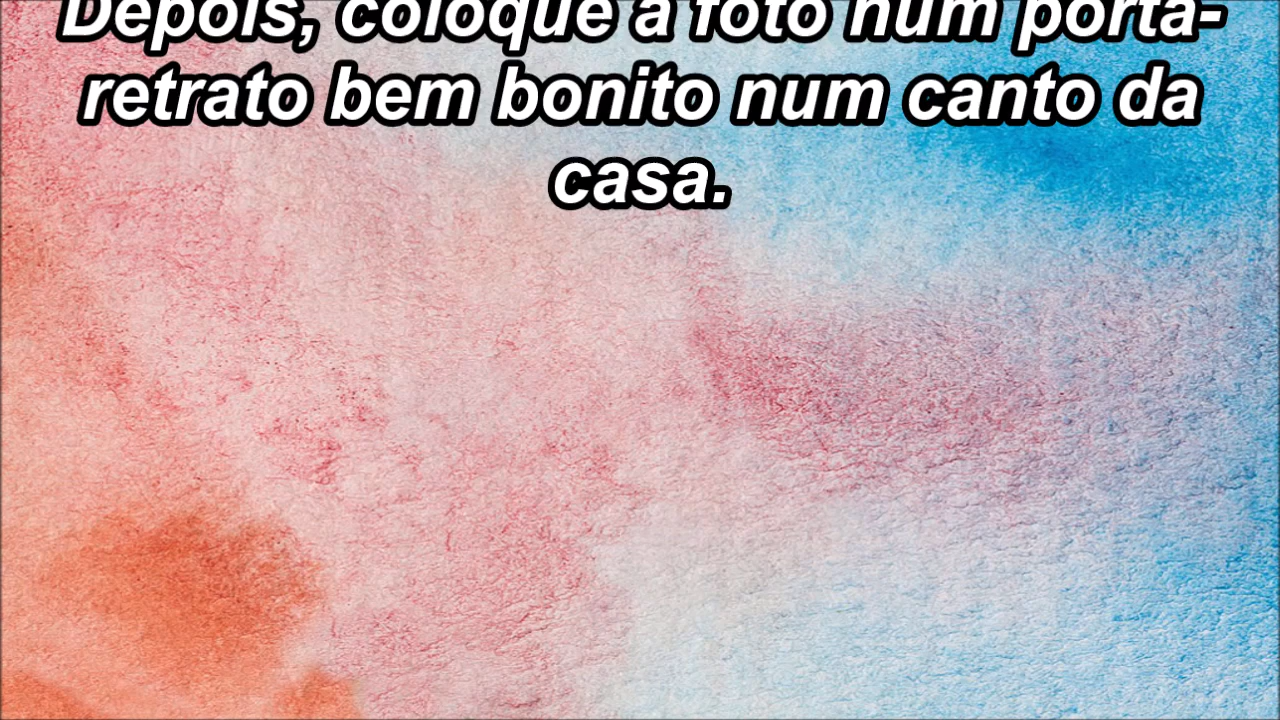 Depois, coloque a foto num porta-
retrato bem bonito num canto da
casa.